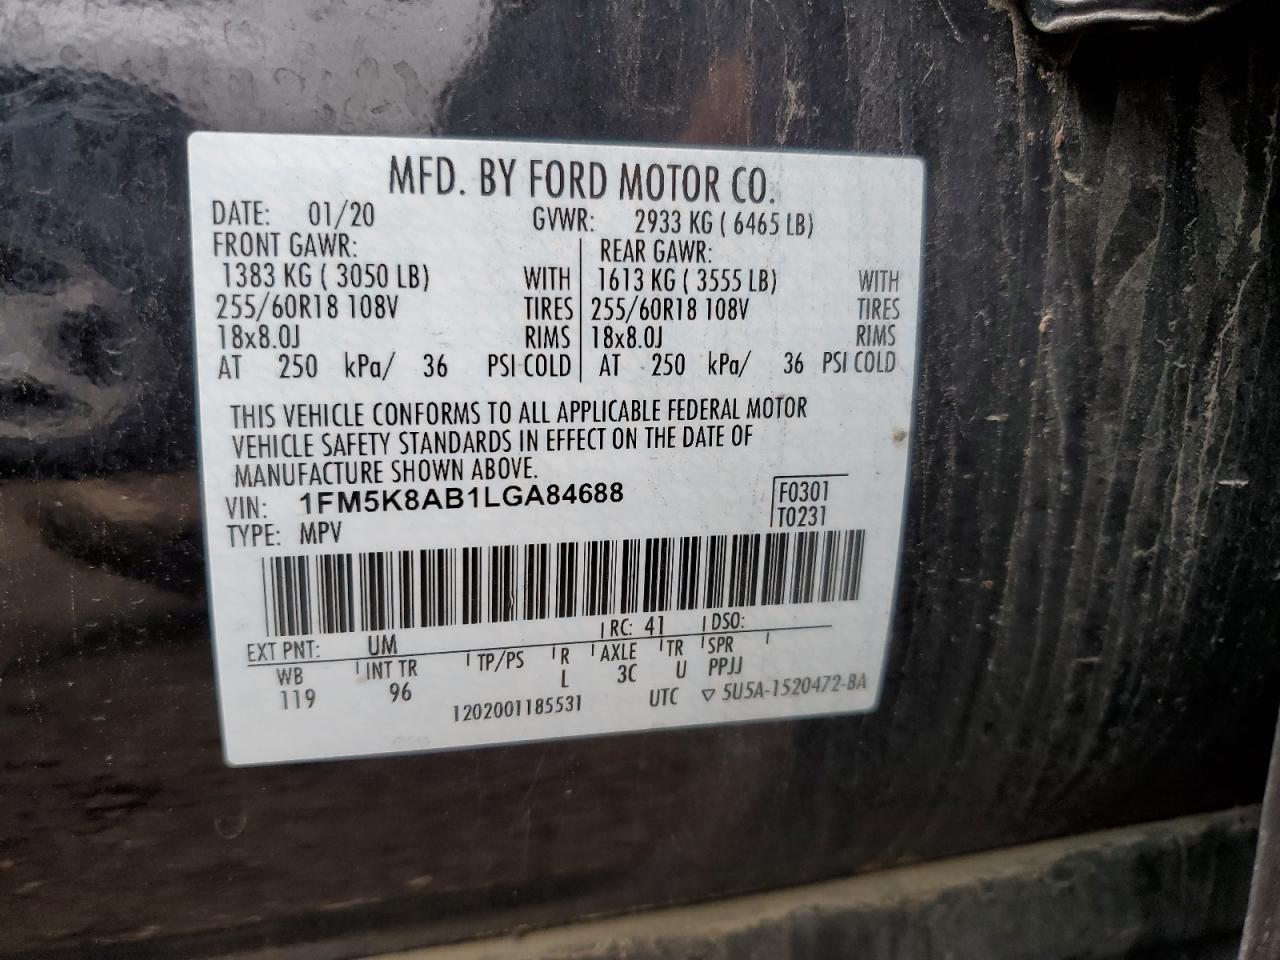 MFD. BY FORD MOTOR CO.
DATE: 01/20 GVWR: 2933 KG ( 6465 LB)
FRONT GAWR: REAR GAWR:
1383 KG ( 3050 LB) WITH 1613 KG ( 3555 LB) WITH
255/60R18 108V TIRES 255/60R18 108V TIRES
18x8.0J RIMS 18x8.0J RIMS
AT 250 kPa/ 36 PSI COLD AT 250 kPa/ 36 PSI COLD
THIS VEHICLE CONFORMS TO ALL APPLICABLE FEDERAL MOTOR
VEHICLE SAFETY STANDARDS IN EFFECT ON THE DATE OF
MANUFACTURE SHOWN ABOVE.
VIN: 1FM5K8AB1LGA84688 F0301
TYPE: MPV T0231
EXT PNT: UM RC: 41 DSO:
WB INT TR TP/PS R AXLE TR SPR
119 96 L 3C U PPJJ
1202001185531 UTC ▽ 5U5A-1520472-BA